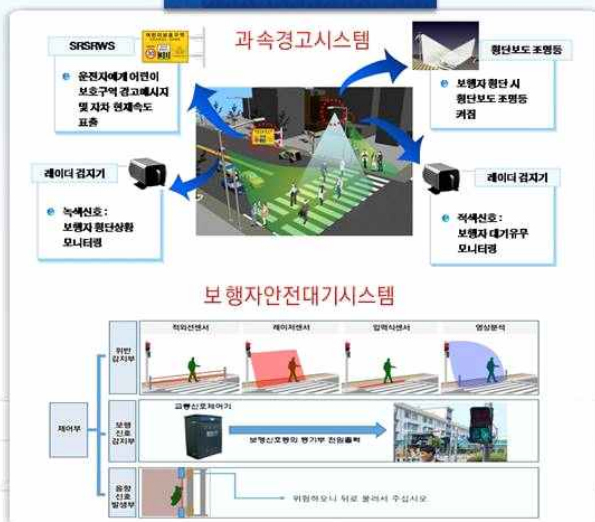 과속경고시스템
SRSRWS
운전자에게 어린이
보호구역 경고메시지
및 자차 현재속도
표출
횡단보도 조명등
보행자 횡단 시
횡단보도 조명등
켜짐
레이더 검지기
녹색신호 :
보행자 횡단상황
모니터링
레이더 검지기
적색신호 :
보행자 대기유무
모니터링
보행자안전대기시스템
제어부
위반
감지부
적외선센서
레이저센서
압력식센서
영상분석
보행
신호
감지부
교통신호제어기
보행신호등의 등기부 전원출력
음향
신호
발생부
위험하오니 뒤로 물러서 주십시오